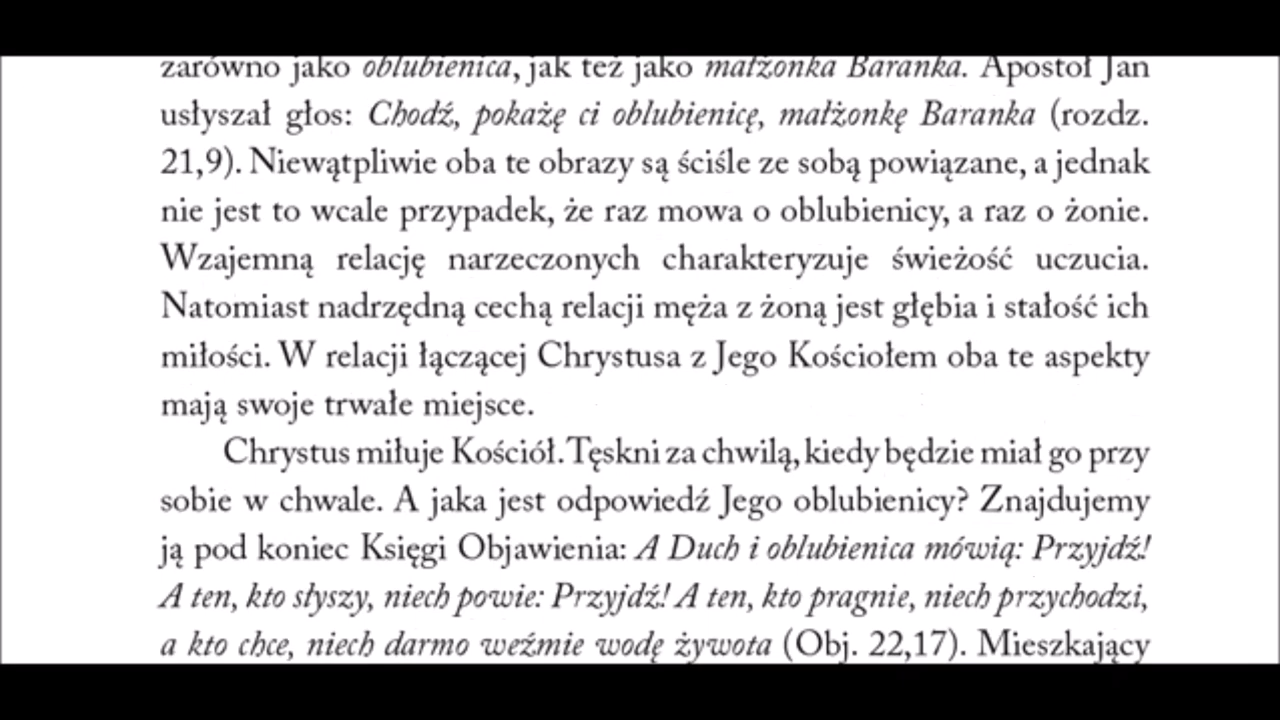 zarówno jako oblubienica, jak też jako małżonka Baranka. Apostoł Jan
usłyszał głos: Chodź, pokażę ci oblubienicę, małżonkę Baranka (rozdz.
21,9). Niewątpliwie oba te obrazy są ściśle ze sobą powiązane, a jednak
nie jest to wcale przypadek, że raz mowa o oblubienicy, a raz o żonie.
Wzajemną relację narzeczonych charakteryzuje świeżość uczucia.
Natomiast nadrzędną cechą relacji męża z żoną jest głębia i stałość ich
miłości. W relacji łączącej Chrystusa z Jego Kościołem oba te aspekty
mają swoje trwałe miejsce.
Chrystus miłuje Kościół. Tęskni za chwilą, kiedy będzie miał go przy
sobie w chwale. A jaka jest odpowiedź Jego oblubienicy? Znajdujemy
ją pod koniec Księgi Objawienia: A Duch i oblubienica mówią: Przyjdź!
A ten, kto słyszy, niech powie: Przyjdź! A ten, kto pragnie, niech przychodzi,
a kto chce, niech darmo weźmie wodę żywota (Obj. 22,17). Mieszkający